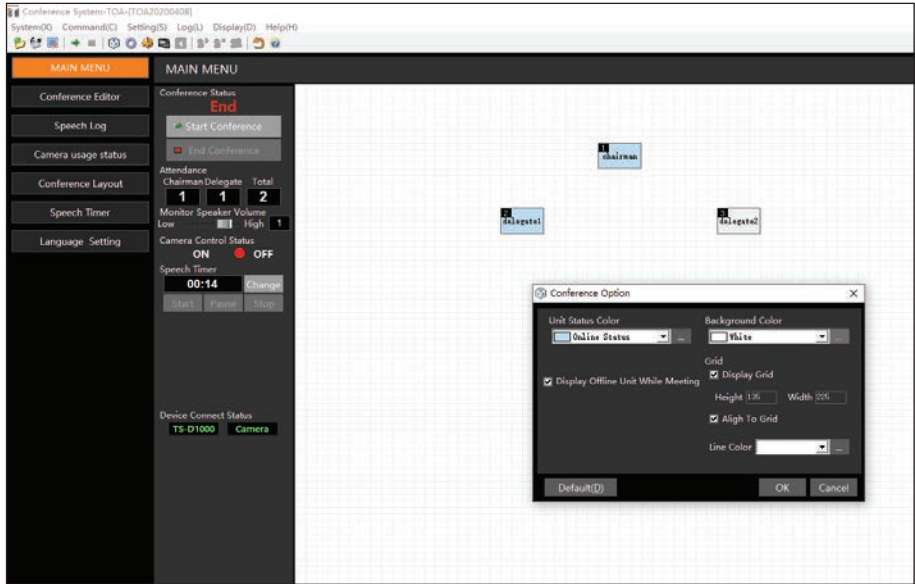 Conference System-TOA-[TOA20200408]
System(X) Command(C) Setting(S) Log(L) Display(D) Help(H)
MAIN MENU
Conference Editor
Speech Log
Camera usage status
Conference Layout
Speech Timer
Language Setting
MAIN MENU
Conference Status
End
Start Conference
End Conference
Attendance
Chairman Delegate Total
1 1 2
Monitor Speaker Volume
Low High 1
Camera Control Status
ON OFF
Speech Timer
00:14 Change
Start Pause Stop
Device Connect Status
TS-D1000 Camera
1
chairman
2
delegate1
3
delegate2
Conference Option
Unit Status Color
Online Status ...
Display Offline Unit While Meeting
Background Color
White ...
Grid
Display Grid
Height 135 Width 225
Aligh To Grid
Line Color ...
Default(D) OK Cancel